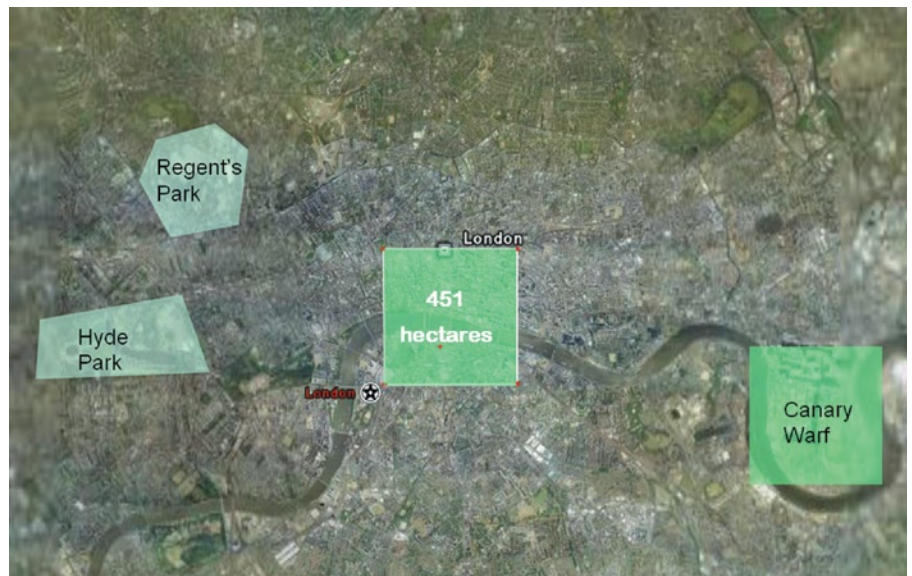 Regent's
Park
London
451
hectares
Hyde
Park
London
Canary
Warf